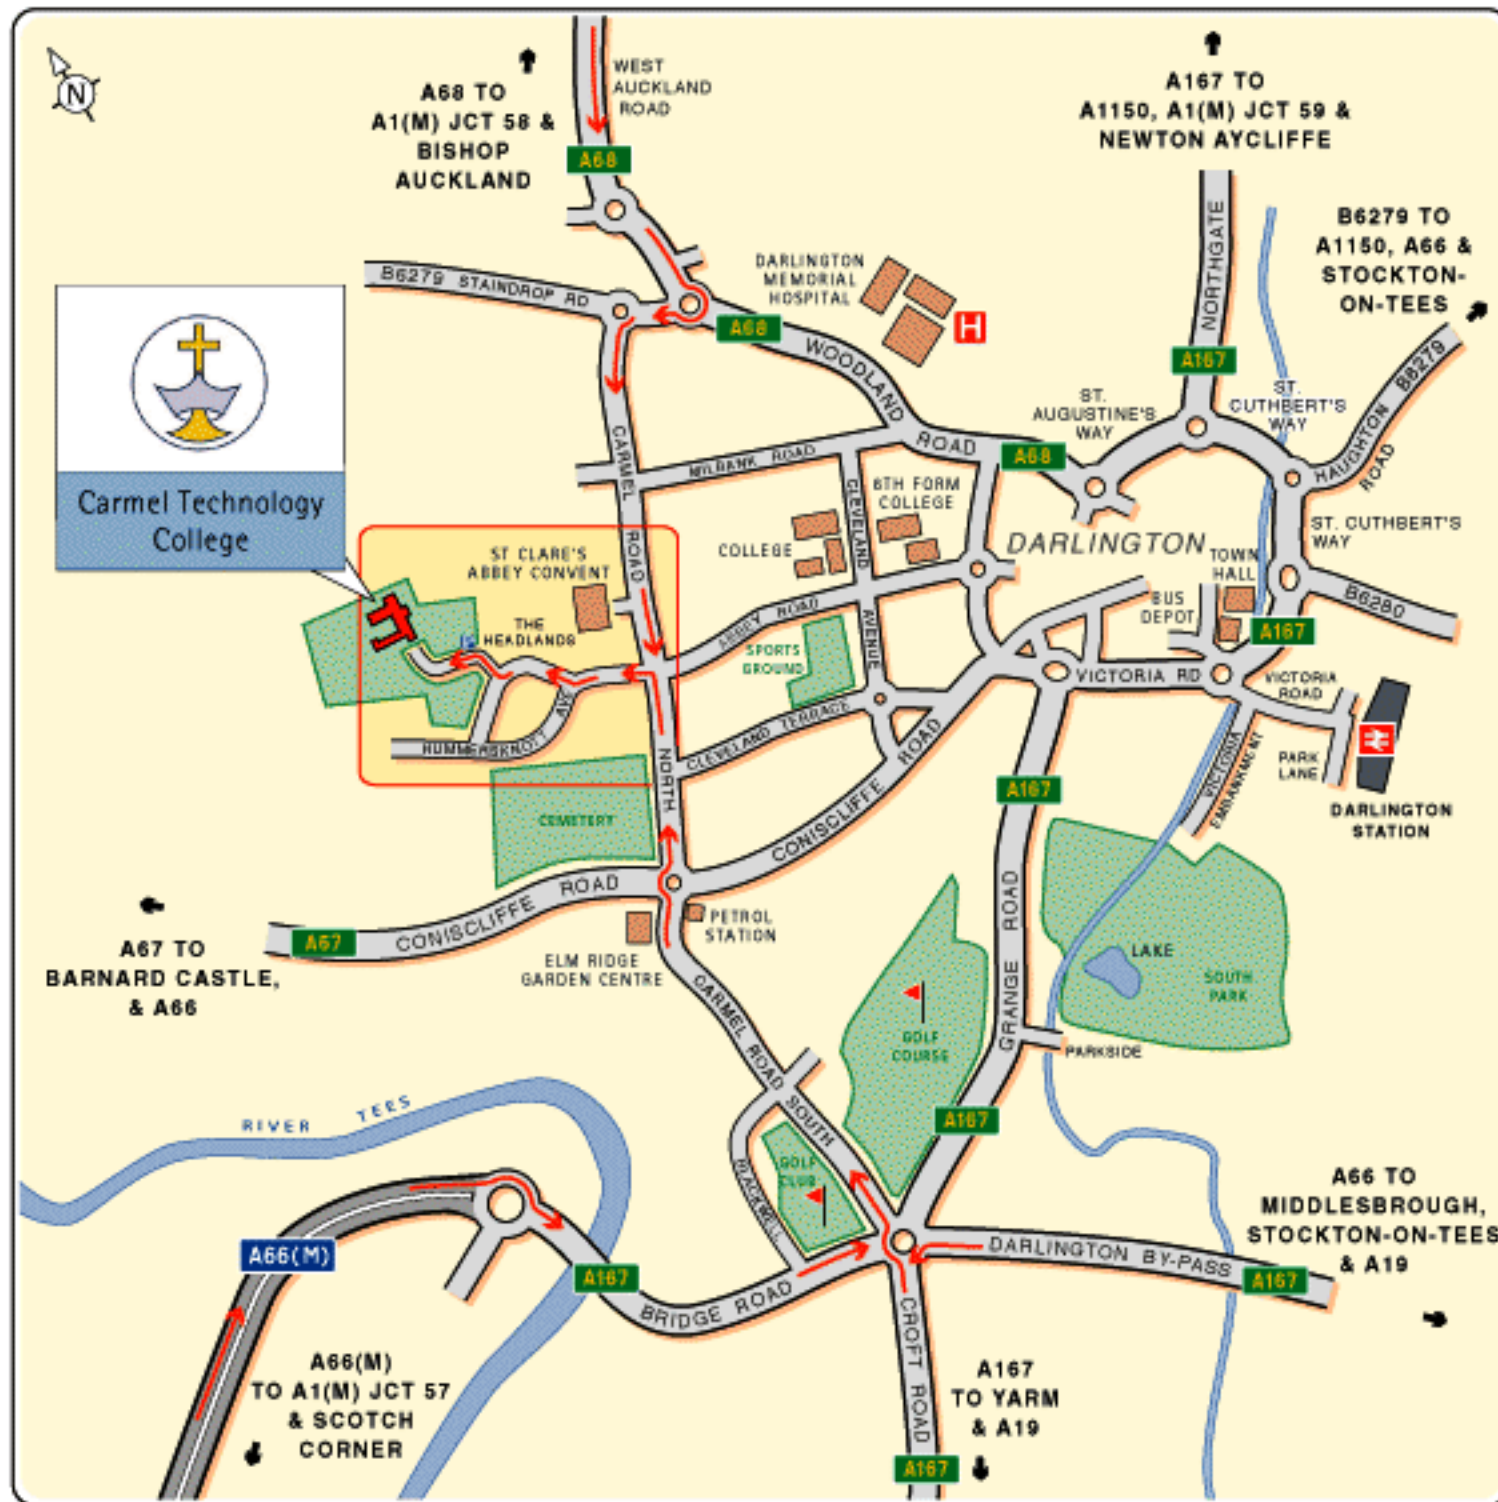 N
A68 TO
A1(M) JCT 58 &
BISHOP
AUCKLAND
WEST
AUCKLAND
ROAD
A68
A167 TO
A1150, A1(M) JCT 59 &
NEWTON AYCLIFFE
B6279 TO
A1150, A66 &
STOCKTON-
ON-TEES
NORTHGATE
A167
B6279 STAINDROP RD
DARLINGTON
MEMORIAL
HOSPITAL
H
A68
WOODLAND
ROAD
A68
ST.
AUGUSTINE'S
WAY
ST.
CUTHBERT'S
WAY
HAUGHTON B6279
ROAD
ST. CUTHBERT'S
WAY
Carmel Technology
College
CARMEL
ROAD
NORTH
MILBANK ROAD
CLEVELAND
AVENUE
6TH FORM
COLLEGE
COLLEGE
DARLINGTON
TOWN
HALL
BUS
DEPOT
B6280
A167
ST CLARE'S
ABBEY CONVENT
THE
HEADLANDS
ABBEY ROAD
SPORTS
GROUND
VICTORIA RD
VICTORIA
ROAD
HUMMERSKNOTT
AVE
CLEVELAND TERRACE
CONISCLIFFE ROAD
A167
VICTORIA
EMBANKMENT
PARK
LANE
DARLINGTON
STATION
CEMETERY
A67
CONISCLIFFE
ROAD
A67 TO
BARNARD CASTLE,
& A66
PETROL
STATION
ELM RIDGE
GARDEN CENTRE
CARMEL ROAD
SOUTH
GRANGE ROAD
GOLF
COURSE
LAKE
SOUTH
PARK
PARKSIDE
A167
RIVER TEES
GOLF
CLUB
BLACKWELL
A66(M)
A167
BRIDGE ROAD
DARLINGTON BY-PASS
A167
A66 TO
MIDDLESBROUGH,
STOCKTON-ON-TEES
& A19
CROFT ROAD
A66(M)
TO A1(M) JCT 57
& SCOTCH
CORNER
A167
TO YARM
& A19
A167